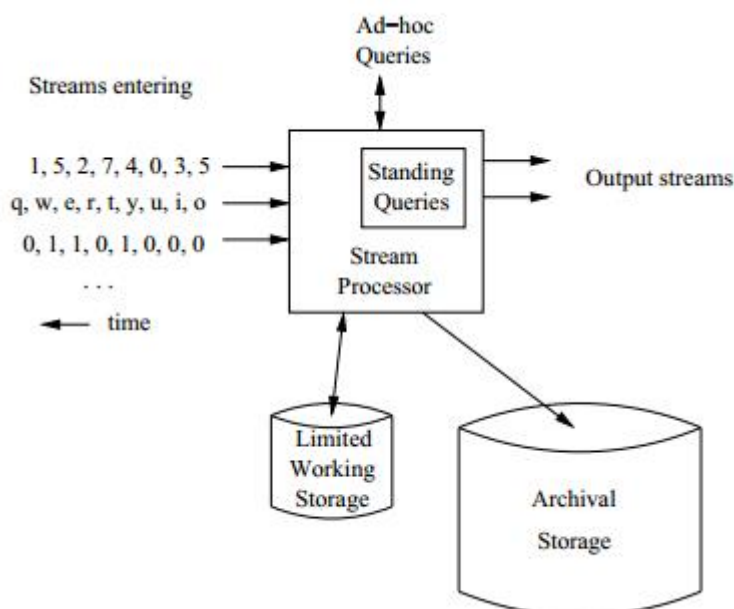 Ad-hoc
Queries
Streams entering
1, 5, 2, 7, 4, 0, 3, 5
q, w, e, r, t, y, u, i, o
0, 1, 1, 0, 1, 0, 0, 0
. . .
time
Standing
Queries
Stream
Processor
Output streams
Limited
Working
Storage
Archival
Storage